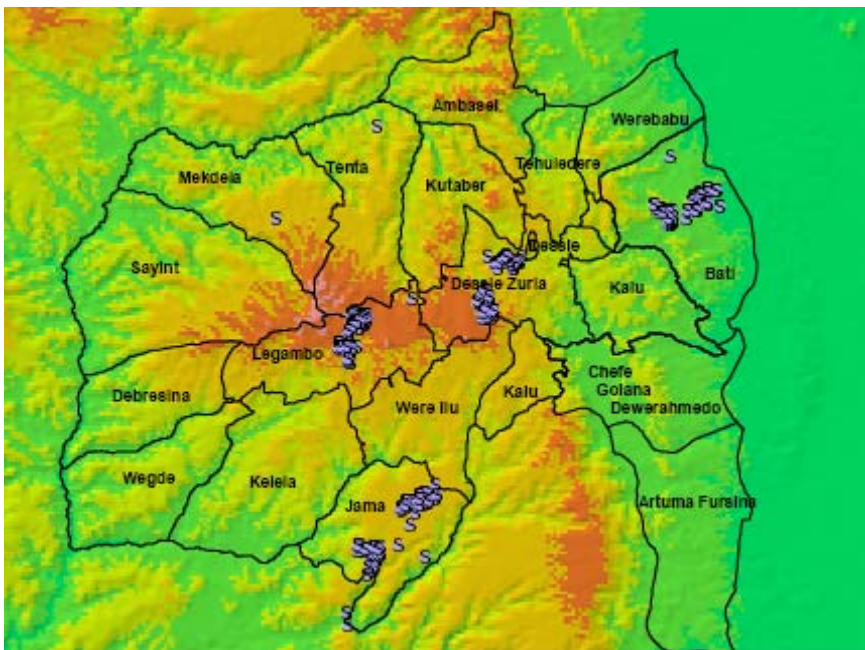 Ambasel
Werebabu
S
S
Tenta
Tehuledere
Mekdela
Kutaber
S
Dessie
Sayint
Bati
Dessie Zuria
Kalu
S
Legambo
Chefe
Golana
Dewerahmedo
Debresina
Were Ilu
Kalu
Wegde
Kelela
Jama
Artuma Fursina
S
S
S
S
S